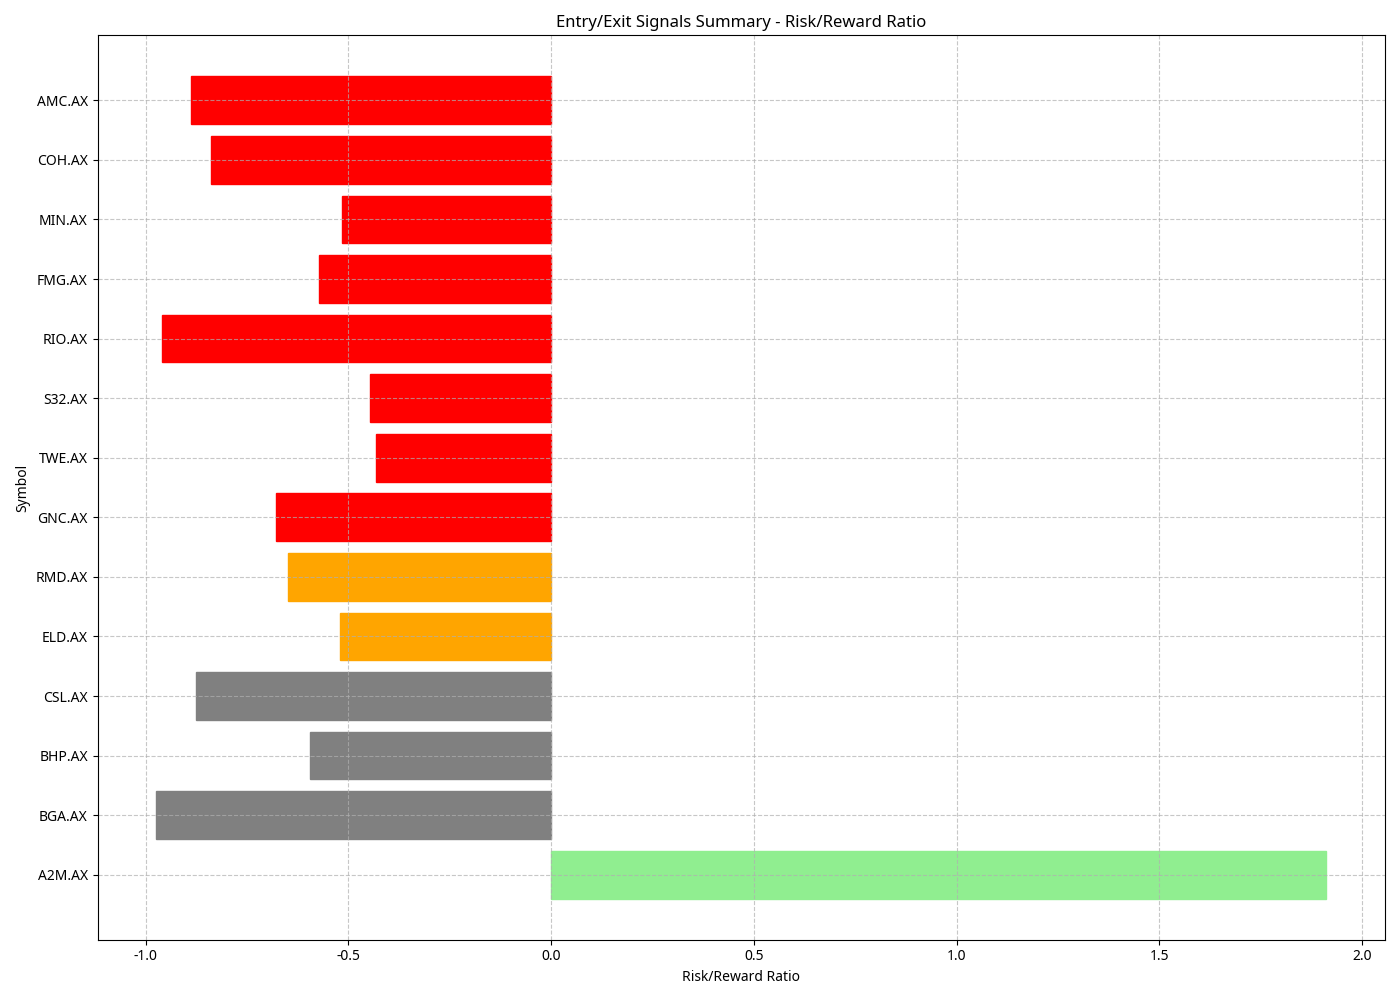 Entry/Exit Signals Summary - Risk/Reward Ratio
AMC.AX
COH.AX
MIN.AX
FMG.AX
RIO.AX
S32.AX
TWE.AX
GNC.AX
RMD.AX
ELD.AX
CSL.AX
BHP.AX
BGA.AX
A2M.AX
Symbol
-1.0 -0.5 0.0 0.5 1.0 1.5 2.0
Risk/Reward Ratio